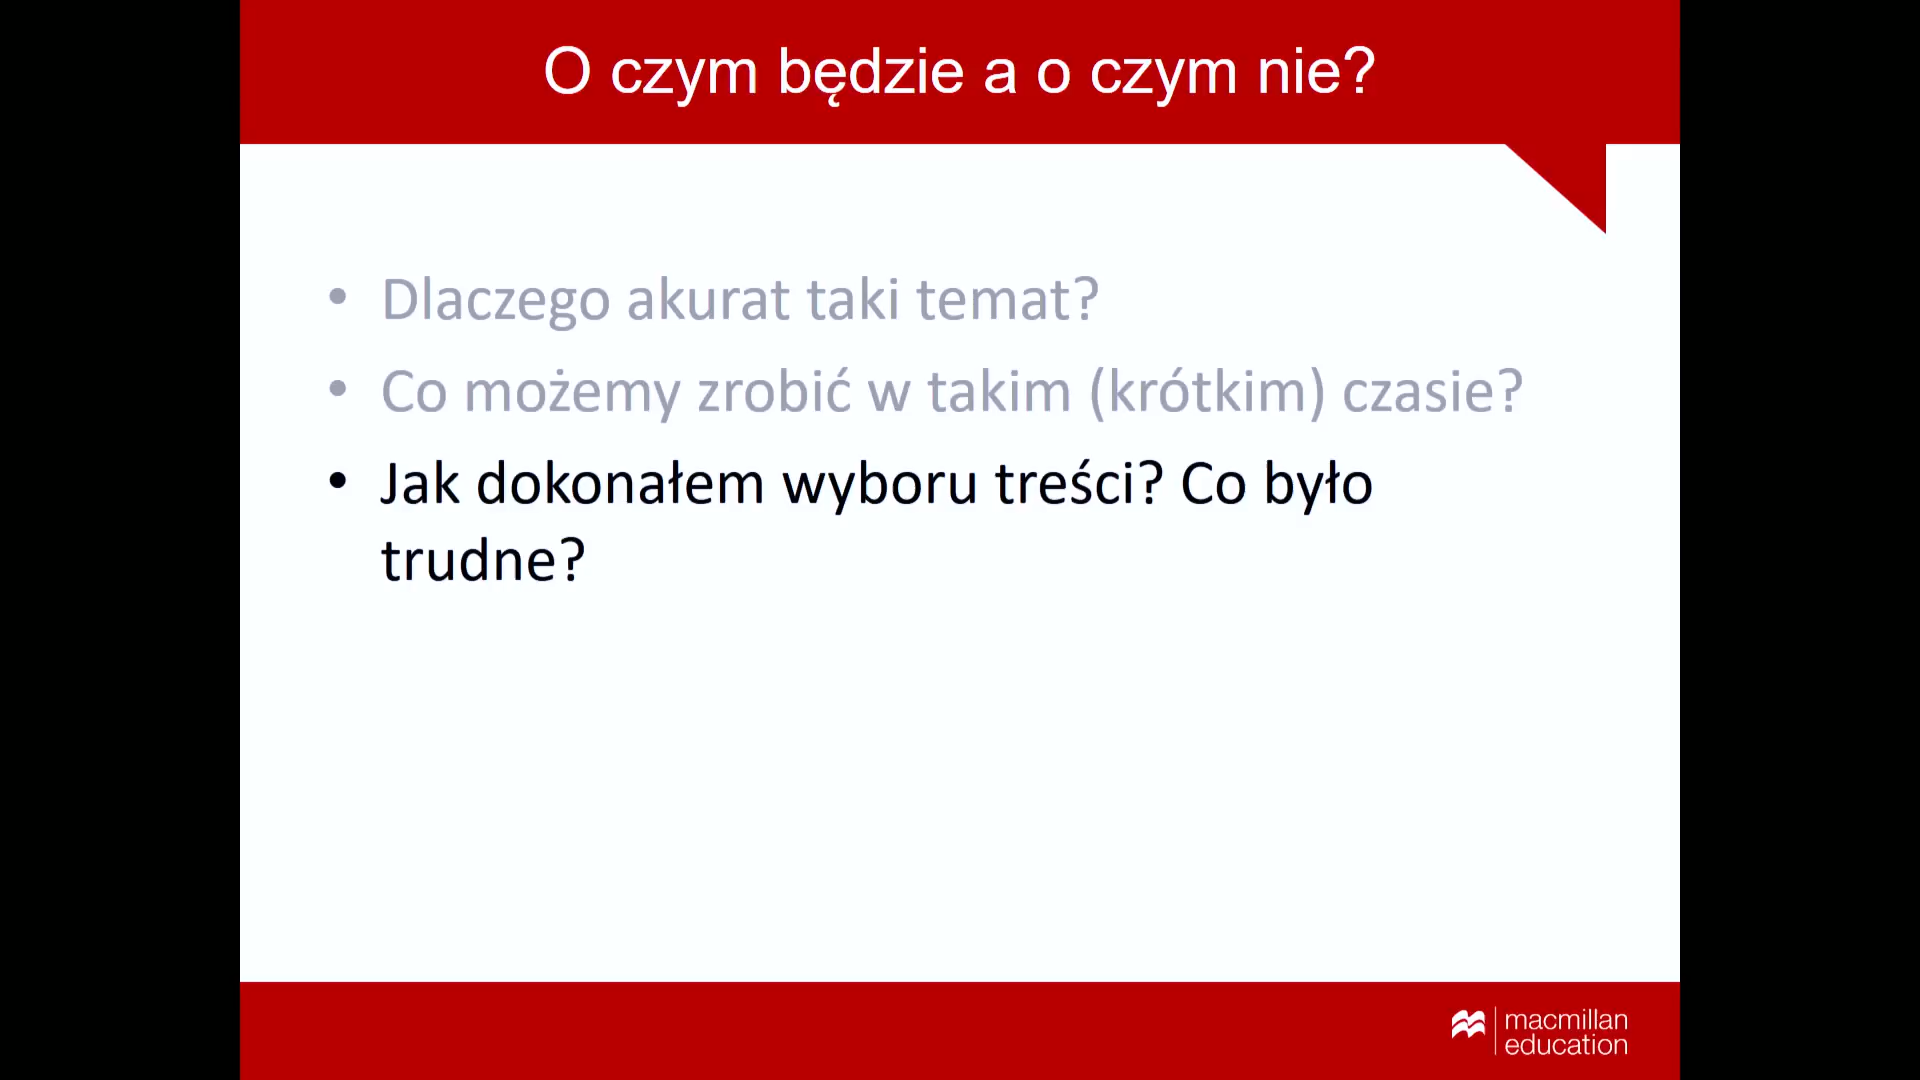 O czym będzie a o czym nie?
• Dlaczego akurat taki temat?
• Co możemy zrobić w takim (krótkim) czasie?
• Jak dokonałem wyboru treści? Co było
trudne?
macmillan
education